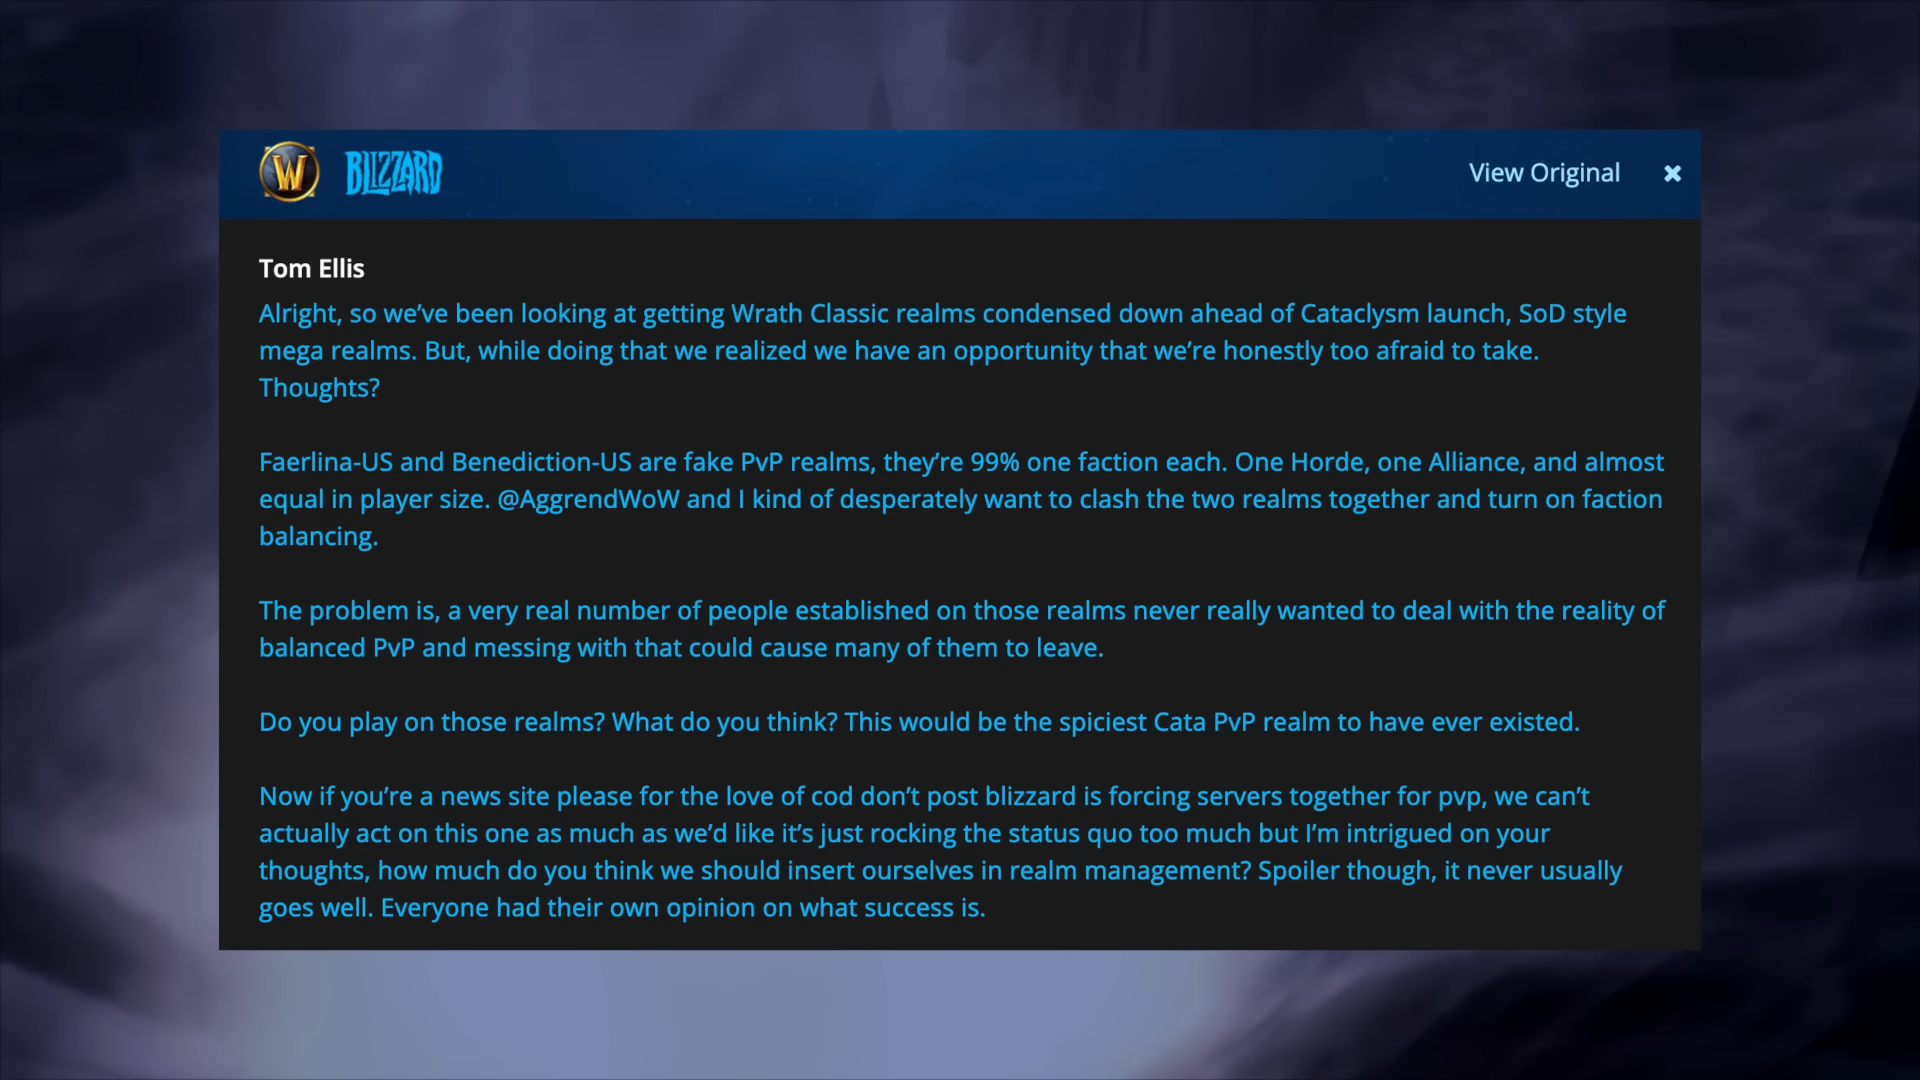 W BLIZZARD View Original ×
Tom Ellis
Alright, so we’ve been looking at getting Wrath Classic realms condensed down ahead of Cataclysm launch, SoD style
mega realms. But, while doing that we realized we have an opportunity that we’re honestly too afraid to take.
Thoughts?
Faerlina-US and Benediction-US are fake PvP realms, they’re 99% one faction each. One Horde, one Alliance, and almost
equal in player size. @AggrendWoW and I kind of desperately want to clash the two realms together and turn on faction
balancing.
The problem is, a very real number of people established on those realms never really wanted to deal with the reality of
balanced PvP and messing with that could cause many of them to leave.
Do you play on those realms? What do you think? This would be the spiciest Cata PvP realm to have ever existed.
Now if you’re a news site please for the love of cod don’t post blizzard is forcing servers together for pvp, we can’t
actually act on this one as much as we’d like it’s just rocking the status quo too much but I’m intrigued on your
thoughts, how much do you think we should insert ourselves in realm management? Spoiler though, it never usually
goes well. Everyone had their own opinion on what success is.